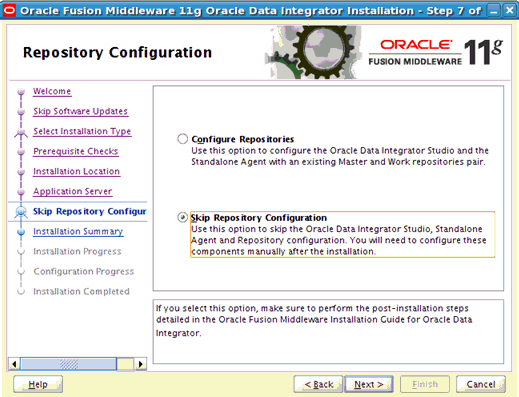 Oracle Fusion Middleware 11g Oracle Data Integrator Installation - Step 7 of
Repository Configuration
ORACLE
FUSION MIDDLEWARE 11g
Welcome
Skip Software Updates
Select Installation Type
Prerequisite Checks
Installation Location
Application Server
Skip Repository Configur
Installation Summary
Installation Progress
Configuration Progress
Installation Completed
Configure Repositories
Use this option to configure the Oracle Data Integrator Studio and the
Standalone Agent with an existing Master and Work repositories pair.
Skip Repository Configuration
Use this option to skip the Oracle Data Integrator Studio, Standalone
Agent and Repository configuration. You will need to configure these
components manually after the installation.
If you select this option, make sure to perform the post-installation steps
detailed in the Oracle Fusion Middleware Installation Guide for Oracle Data
Integrator.
Help
< Back
Next >
Finish
Cancel